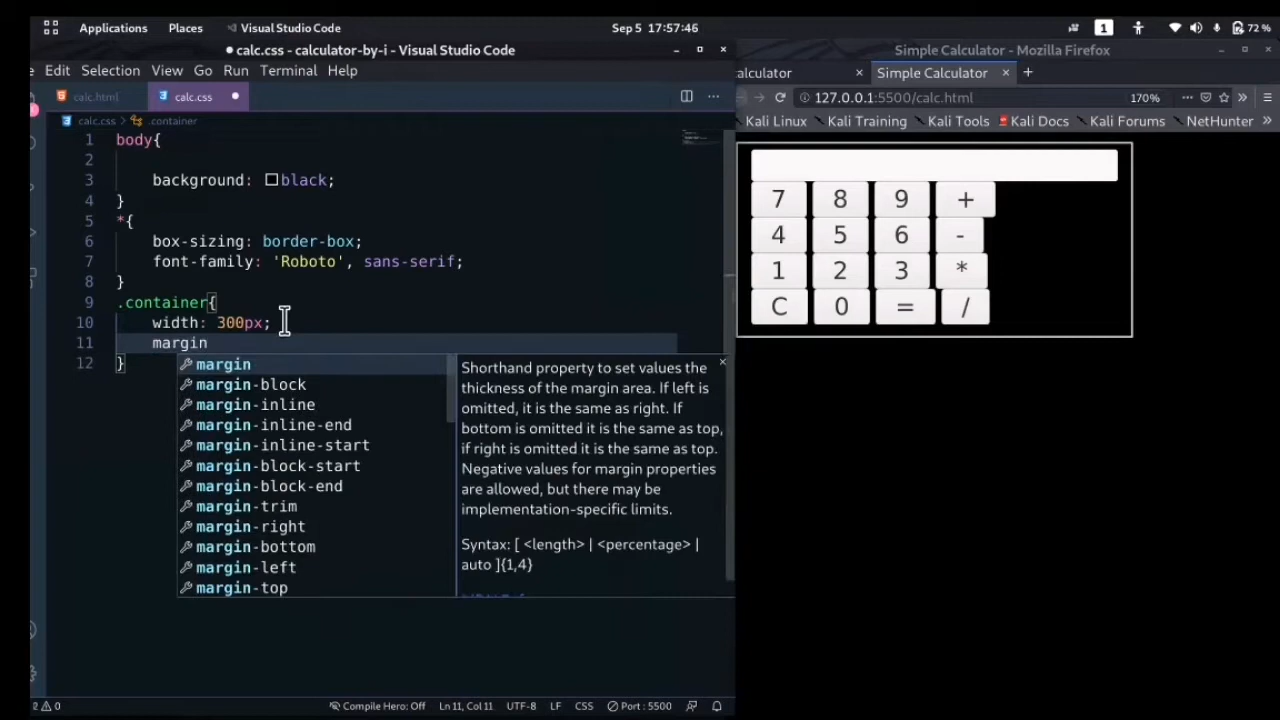 Applications Places Visual Studio Code Sep 5 17:57:46 1 72 %
calc.css - calculator-by-i - Visual Studio Code
Edit Selection View Go Run Terminal Help
calc.html calc.css
calc.css > .container
1 body{
2
3 background: black;
4 }
5 *{
6 box-sizing: border-box;
7 font-family: 'Roboto', sans-serif;
8 }
9 .container{
10 width: 300px;
11 margin
12 }
margin
margin-block
margin-inline
margin-inline-end
margin-inline-start
margin-block-start
margin-block-end
margin-trim
margin-right
margin-bottom
margin-left
margin-top
Shorthand property to set values the
thickness of the margin area. If left is
omitted, it is the same as right. If
bottom is omitted it is the same as top,
if right is omitted it is the same as top.
Negative values for margin properties
are allowed, but there may be
implementation-specific limits.
Syntax: [ <length> | <percentage> |
auto ]{1,4}
2 0 Compile Hero: Off Ln 11, Col 11 UTF-8 LF CSS Port : 5500
Simple Calculator - Mozilla Firefox
alculator Simple Calculator
127.0.0.1:5500/calc.html 170%
Kali Linux Kali Training Kali Tools Kali Docs Kali Forums NetHunter
7 8 9 +
4 5 6 -
1 2 3 *
C 0 = /